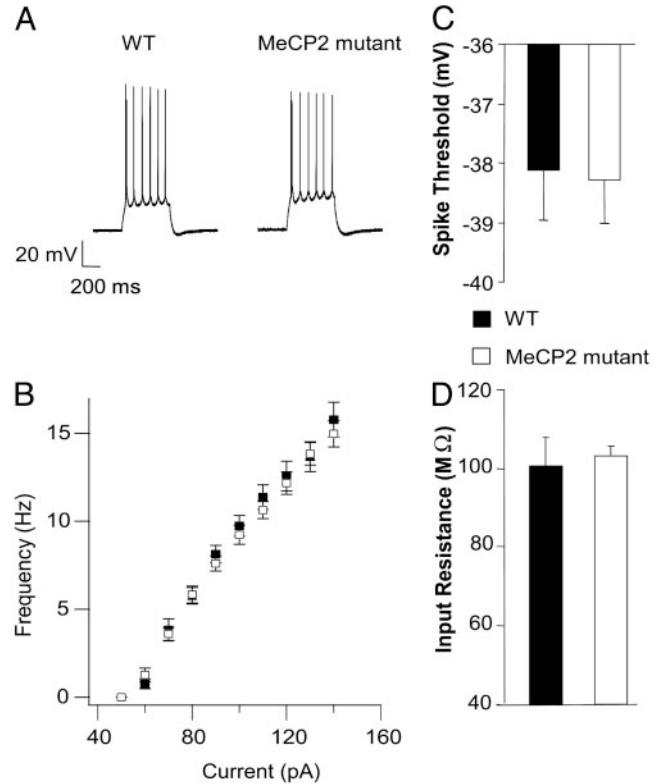 A
WT
MeCP2 mutant
20 mV
200 ms
B
Frequency (Hz)
15
10
5
0
40
80
120
160
Current (pA)
C
Spike Threshold (mV)
-36
-37
-38
-39
-40
WT
MeCP2 mutant
D
Input Resistance (MΩ)
120
100
80
60
40